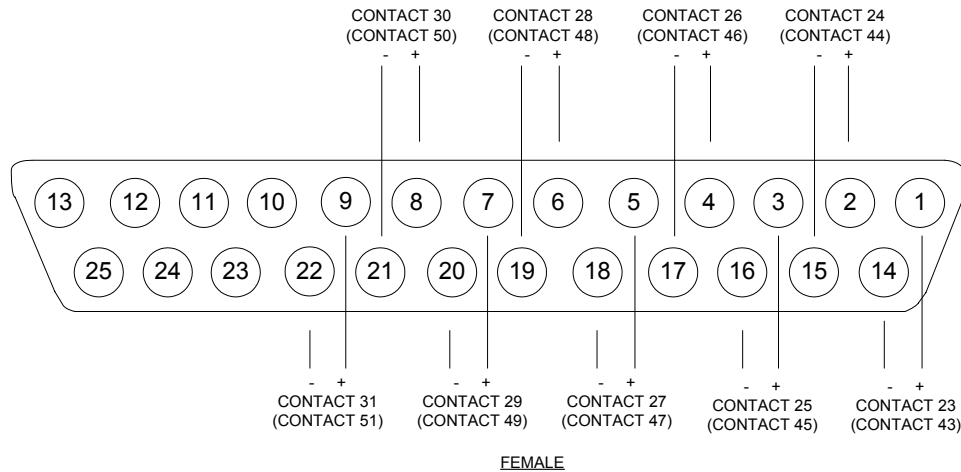 CONTACT 30 CONTACT 28 CONTACT 26 CONTACT 24
(CONTACT 50) (CONTACT 48) (CONTACT 46) (CONTACT 44)
- + - + - + - +
13 12 11 10 9 8 7 6 5 4 3 2 1
25 24 23 22 21 20 19 18 17 16 15 14
- + - + - + - + - +
CONTACT 31 CONTACT 29 CONTACT 27 CONTACT 25 CONTACT 23
(CONTACT 51) (CONTACT 49) (CONTACT 47) (CONTACT 45) (CONTACT 43)
FEMALE